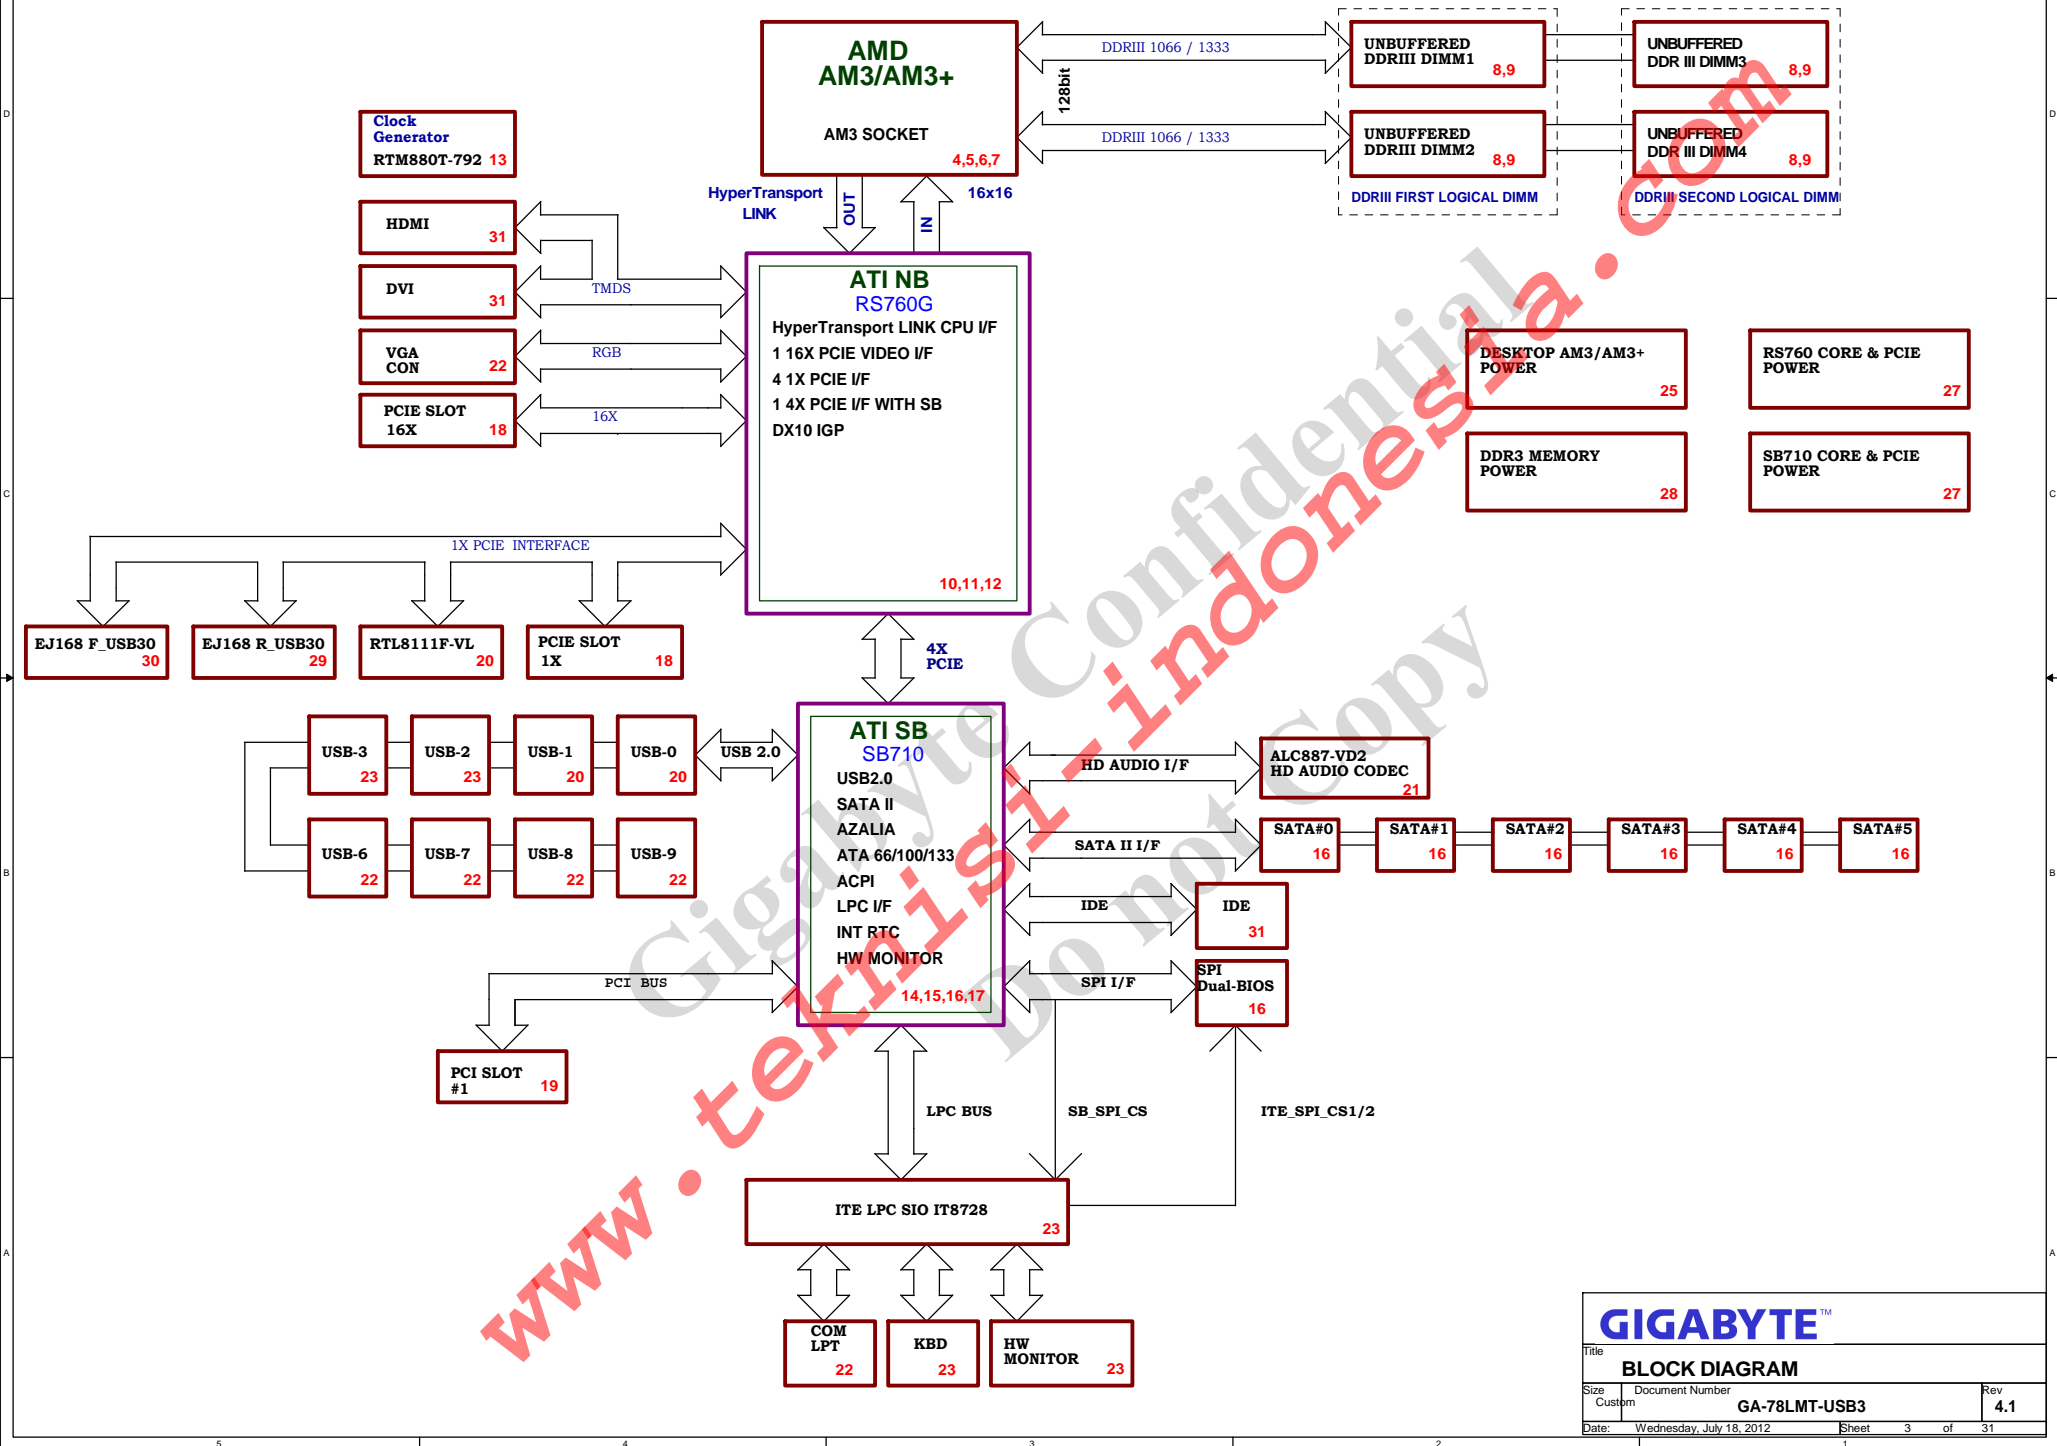 AMD
AM3/AM3+
AM3 SOCKET
4,5,6,7
DDRIII 1066 / 1333
128bit
DDRIII 1066 / 1333
UNBUFFERED
DDRIII DIMM1
8,9
UNBUFFERED
DDR III DIMM3
8,9
UNBUFFERED
DDRIII DIMM2
8,9
UNBUFFERED
DDR III DIMM4
8,9
DDRIII FIRST LOGICAL DIMM
DDRIII SECOND LOGICAL DIMM
Clock
Generator
RTM880T-792 13
HyperTransport
LINK
OUT
IN
16x16
HDMI
31
DVI
31
TMDS
VGA
CON
22
RGB
PCIE SLOT
16X
18
16X
ATI NB
RS760G
HyperTransport LINK CPU I/F
1 16X PCIE VIDEO I/F
4 1X PCIE I/F
1 4X PCIE I/F WITH SB
DX10 IGP
10,11,12
DESKTOP AM3/AM3+
POWER
25
RS760 CORE & PCIE
POWER
27
DDR3 MEMORY
POWER
28
SB710 CORE & PCIE
POWER
27
1X PCIE INTERFACE
EJ168 F_USB30
30
EJ168 R_USB30
29
RTL8111F-VL
20
PCIE SLOT
1X
18
4X
PCIE
USB-3
23
USB-2
23
USB-1
20
USB-0
20
USB 2.0
USB-6
22
USB-7
22
USB-8
22
USB-9
22
ATI SB
SB710
USB2.0
SATA II
AZALIA
ATA 66/100/133
ACPI
LPC I/F
INT RTC
HW MONITOR
14,15,16,17
HD AUDIO I/F
ALC887-VD2
HD AUDIO CODEC
21
SATA II I/F
SATA#0
16
SATA#1
16
SATA#2
16
SATA#3
16
SATA#4
16
SATA#5
16
IDE
IDE
31
SPI I/F
SPI
Dual-BIOS
16
PCI BUS
PCI SLOT
#1
19
LPC BUS
SB_SPI_CS
ITE_SPI_CS1/2
ITE LPC SIO IT8728
23
COM
LPT
22
KBD
23
HW
MONITOR
23
Gigabyte Confidential
Do not Copy
www.teknisi-indonesia.com
GIGABYTE™
Title
BLOCK DIAGRAM
Size
Custom
Document Number
GA-78LMT-USB3
Rev
4.1
Date: Wednesday, July 18, 2012 Sheet 3 of 31
D
D
C
C
B
B
A
A
5
4
3
2
1